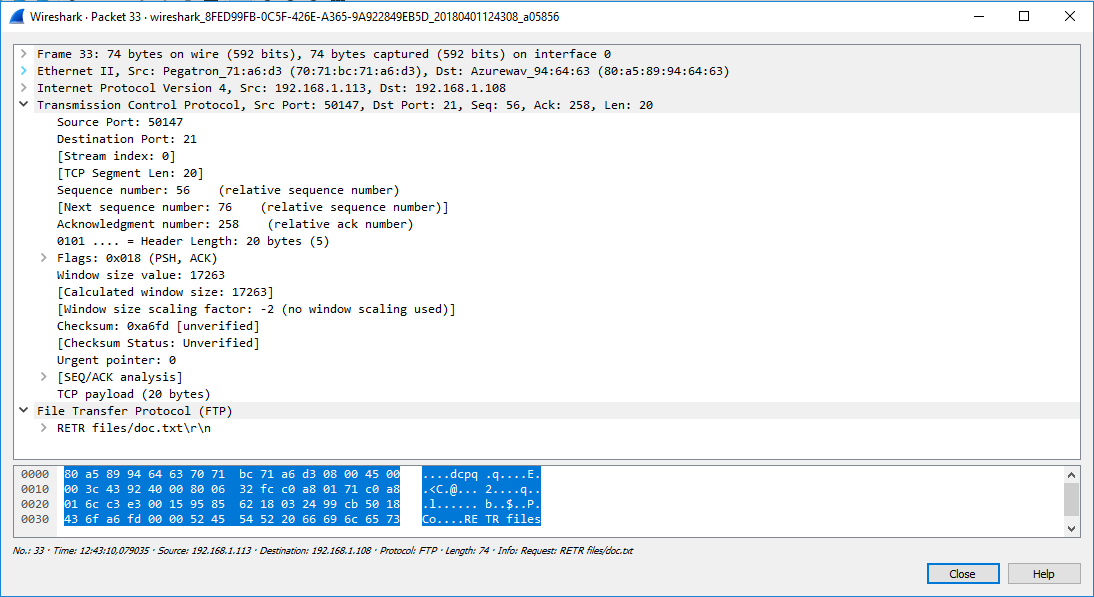 Wireshark · Packet 33 · wireshark_8FED99FB-0C5F-426E-A365-9A922849EB5D_20180401124308_a05856
Frame 33: 74 bytes on wire (592 bits), 74 bytes captured (592 bits) on interface 0
Ethernet II, Src: Pegatron_71:a6:d3 (70:71:bc:71:a6:d3), Dst: Azurewav_94:64:63 (80:a5:89:94:64:63)
Internet Protocol Version 4, Src: 192.168.1.113, Dst: 192.168.1.108
Transmission Control Protocol, Src Port: 50147, Dst Port: 21, Seq: 56, Ack: 258, Len: 20
Source Port: 50147
Destination Port: 21
[Stream index: 0]
[TCP Segment Len: 20]
Sequence number: 56    (relative sequence number)
[Next sequence number: 76    (relative sequence number)]
Acknowledgment number: 258    (relative ack number)
0101 .... = Header Length: 20 bytes (5)
Flags: 0x018 (PSH, ACK)
Window size value: 17263
[Calculated window size: 17263]
[Window size scaling factor: -2 (no window scaling used)]
Checksum: 0xa6fd [unverified]
[Checksum Status: Unverified]
Urgent pointer: 0
[SEQ/ACK analysis]
TCP payload (20 bytes)
File Transfer Protocol (FTP)
RETR files/doc.txt\r\n
0000  80 a5 89 94 64 63 70 71  bc 71 a6 d3 08 00 45 00   ....dcpq .q....E.
0010  00 3c 43 92 40 00 80 06  32 fc c0 a8 01 71 c0 a8   .<C.@... 2....q..
0020  01 6c c3 e3 00 15 95 85  62 18 03 24 99 cb 50 18   .l...... b..$..P.
0030  43 6f a6 fd 00 00 52 45  54 52 20 66 69 6c 65 73   Co....RE TR files
No.: 33 · Time: 12:43:10,079035 · Source: 192.168.1.113 · Destination: 192.168.1.108 · Protocol: FTP · Length: 74 · Info: Request: RETR files/doc.txt
Close Help